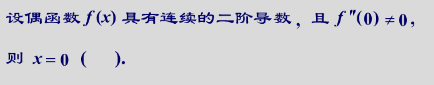 设偶函数 f(x) 具有连续的二阶导数，且 f″(0) ≠ 0，
则 x = 0 (    ).